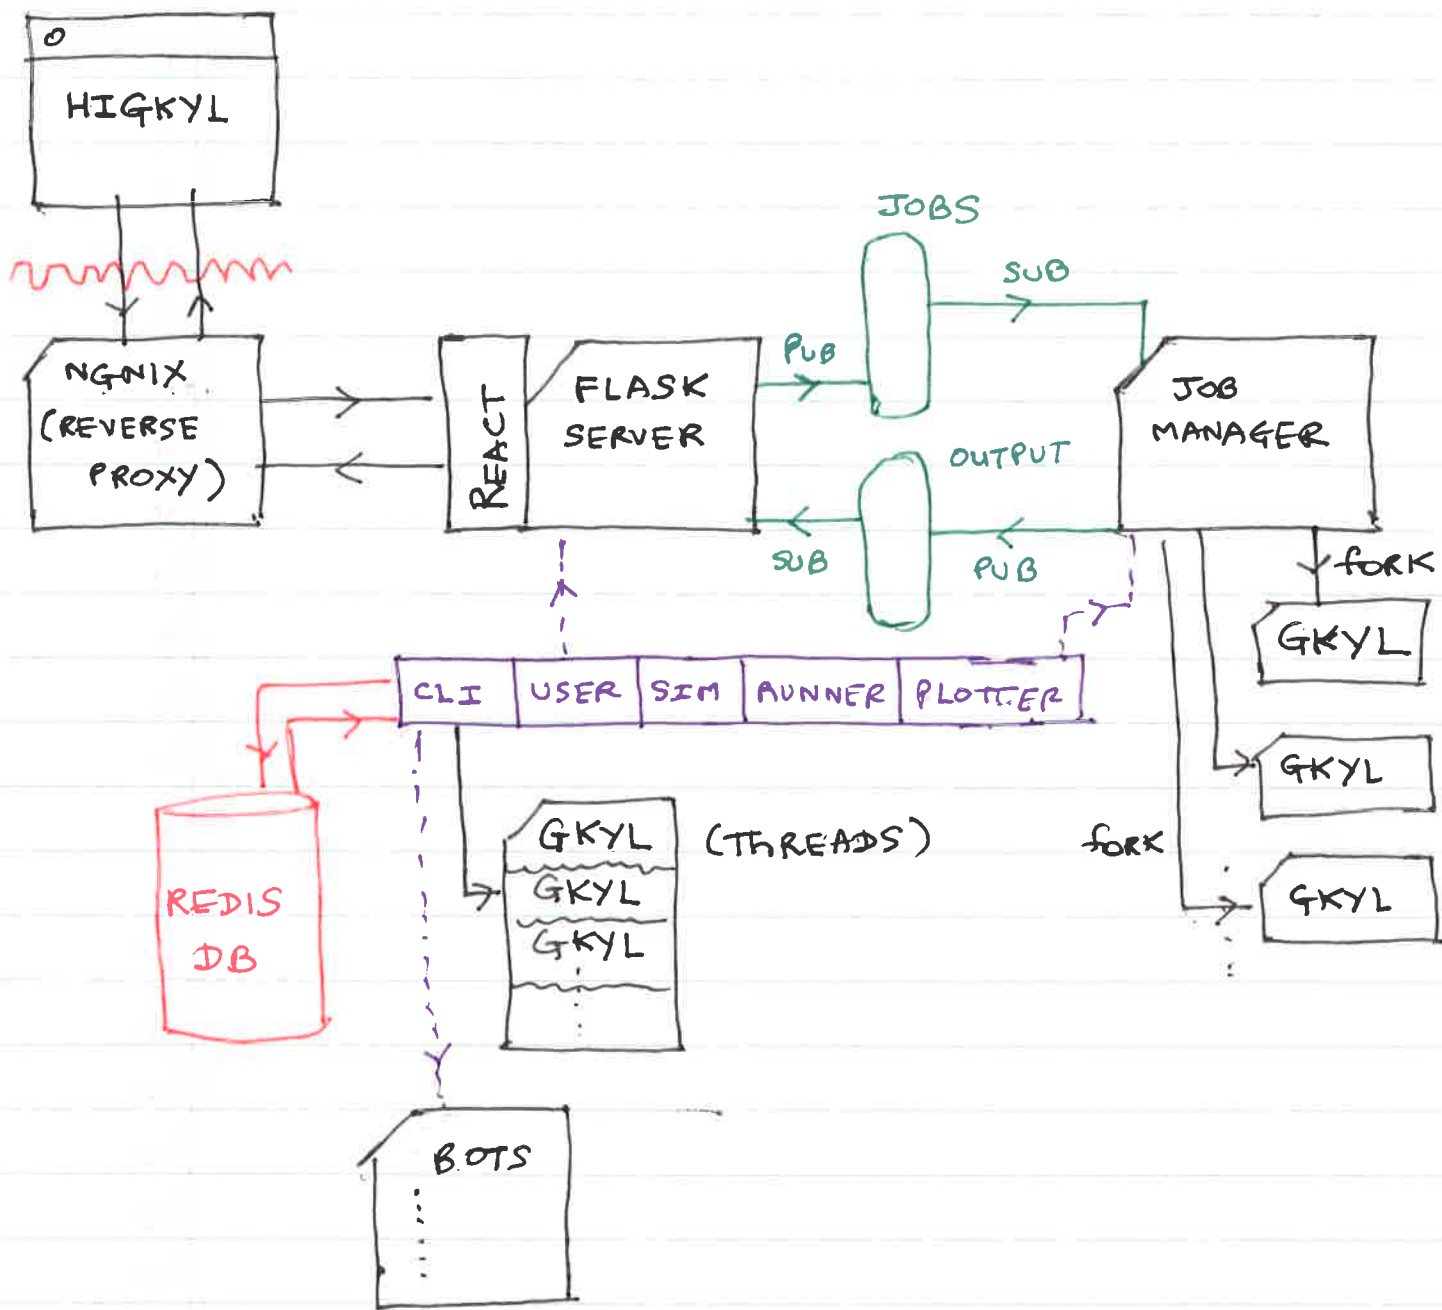 HIGKYL
JOBS
SUB
PUB
NGNIX
(REVERSE
PROXY)
REACT
FLASK
SERVER
JOB
MANAGER
OUTPUT
SUB
PUB
fORK
GKYL
CLI
USER
SIM
RUNNER
PLOTTER
GKYL
fORK
GKYL
GKYL
(THREADS)
GKYL
GKYL
REDIS
DB
BOTS